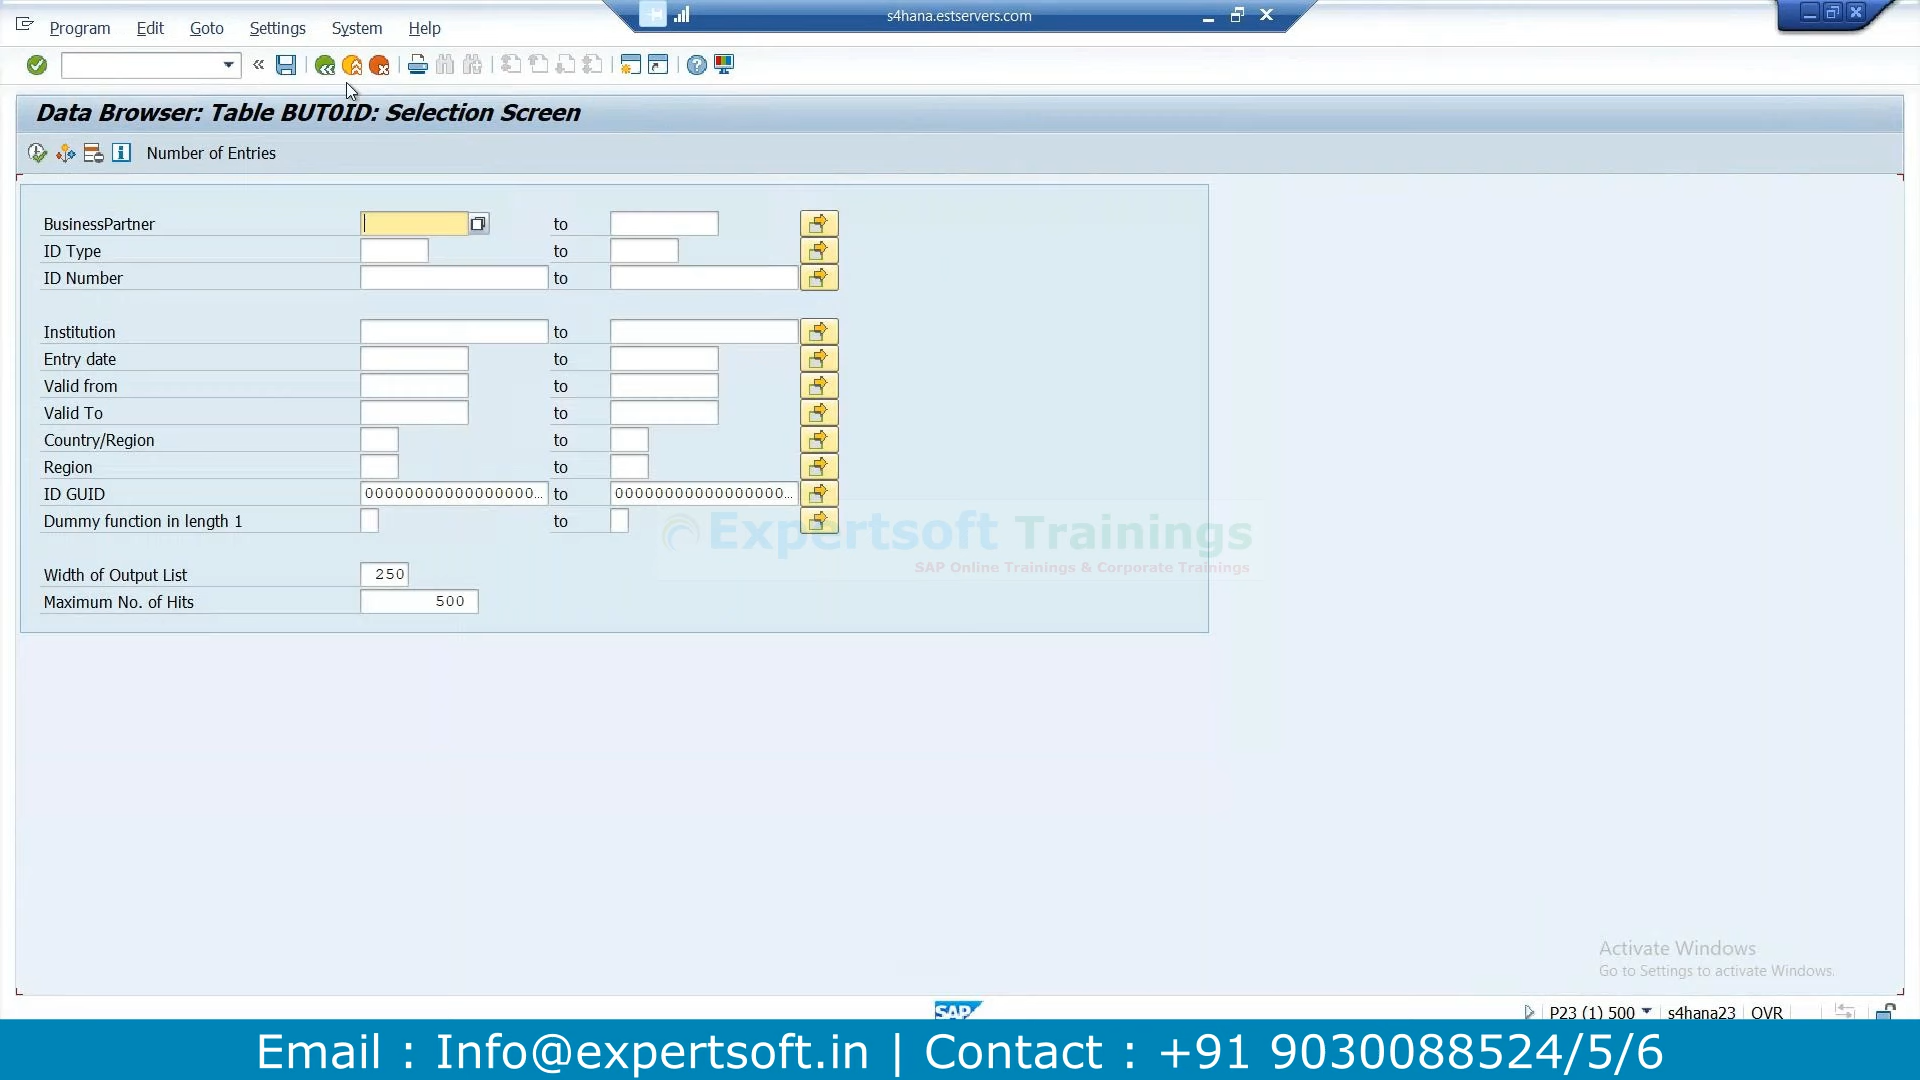 s4hana.estservers.com
Program Edit Goto Settings System Help
Data Browser: Table BUT0ID: Selection Screen
Number of Entries
BusinessPartner to
ID Type to
ID Number to
Institution to
Entry date to
Valid from to
Valid To to
Country/Region to
Region to
ID GUID 00000000000000000... to 00000000000000000...
Dummy function in length 1 to
Expertsoft Trainings
SAP Online Trainings & Corporate Trainings
Width of Output List 250
Maximum No. of Hits 500
Activate Windows
Go to Settings to activate Windows.
SAP
P23 (1) 500 s4hana23 OVR
Email : Info@expertsoft.in | Contact : +91 9030088524/5/6